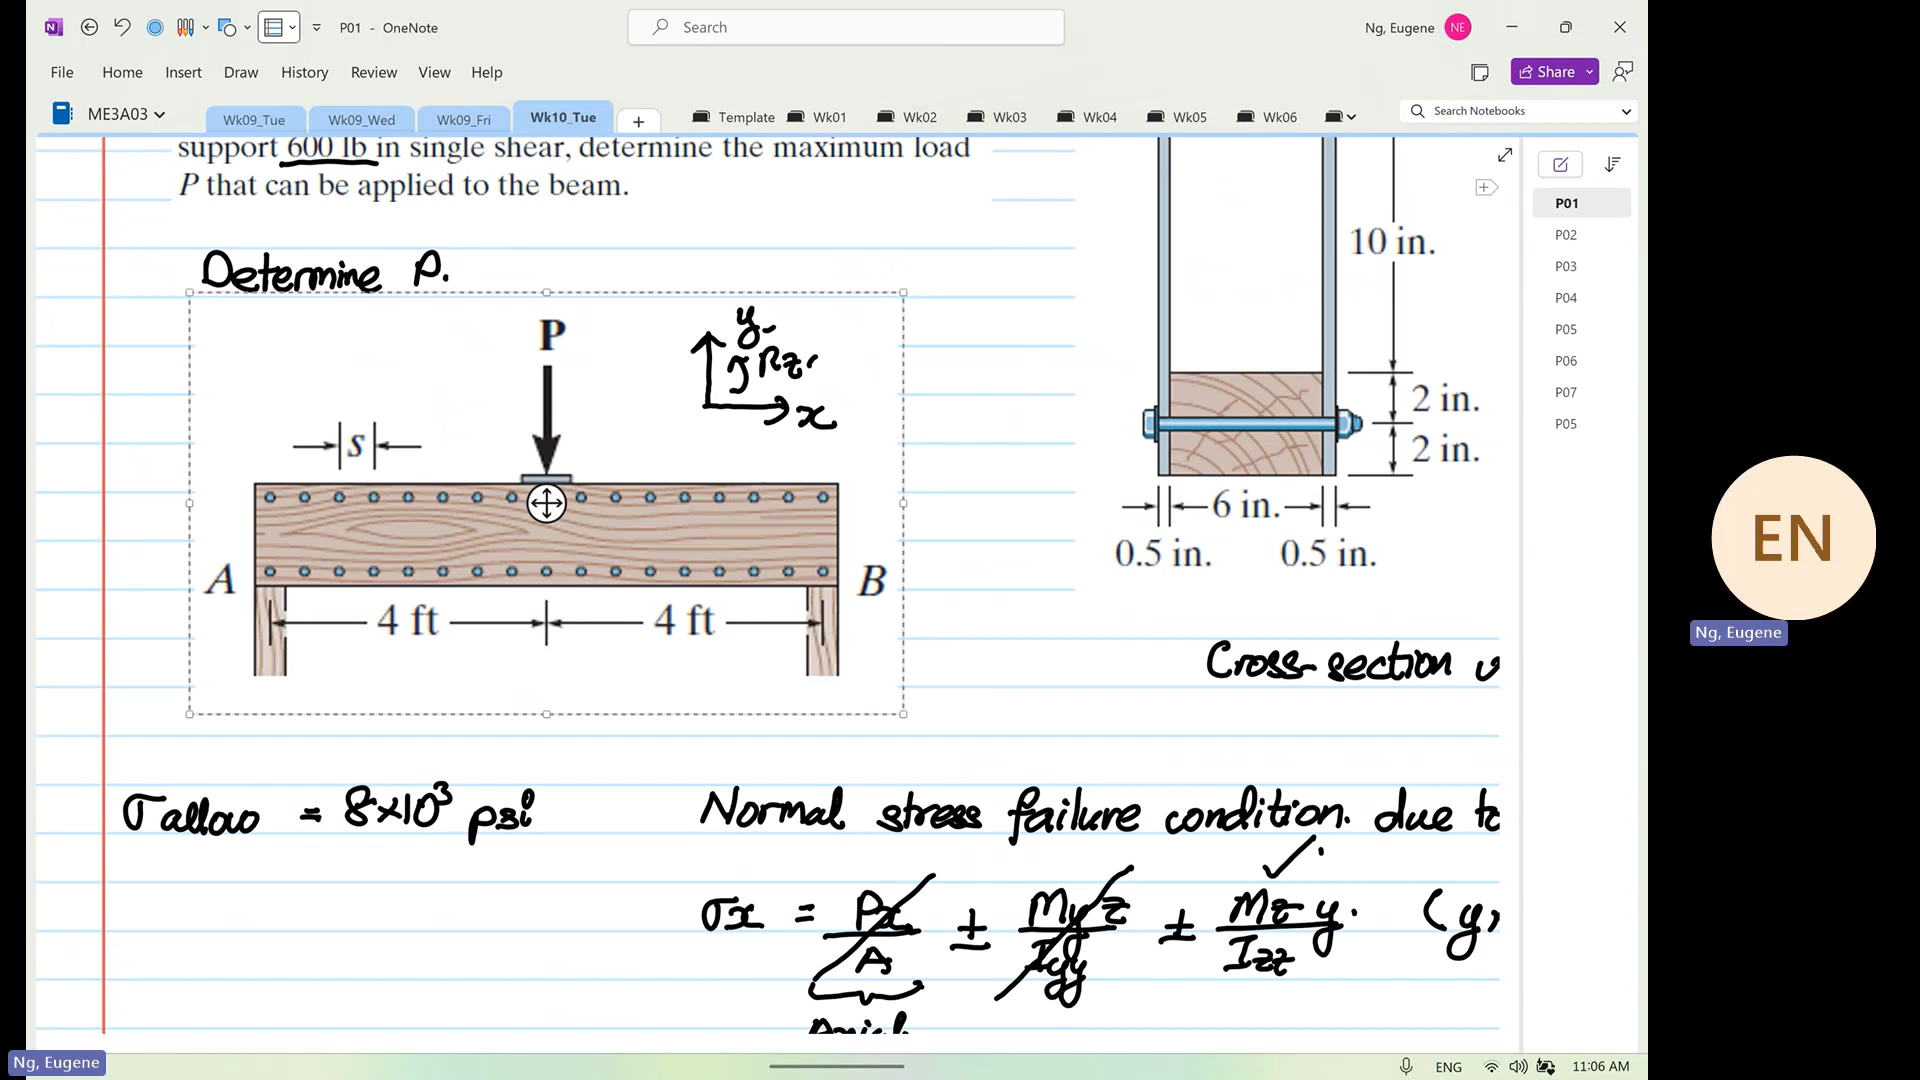 P01 - OneNote
Search
Ng, Eugene
NE
File Home Insert Draw History Review View Help
Share
ME3A03
Wk09_Tue Wk09_Wed Wk09_Fri Wk10_Tue
Template Wk01 Wk02 Wk03 Wk04 Wk05 Wk06
Search Notebooks
support 600 lb in single shear, determine the maximum load
P that can be applied to the beam.
Determine P.
P
y
Rz
x
s
A
B
4 ft 4 ft
10 in.
2 in.
2 in.
6 in.
0.5 in. 0.5 in.
Cross-section v
σallow = 8×10³ psi
Normal stress failure condition. due to
σx = Px/A ± My z/Iyy ± Mz y/Izz. (y,
Axial
P01
P02
P03
P04
P05
P06
P07
P05
EN
Ng, Eugene
Ng, Eugene
ENG
11:06 AM